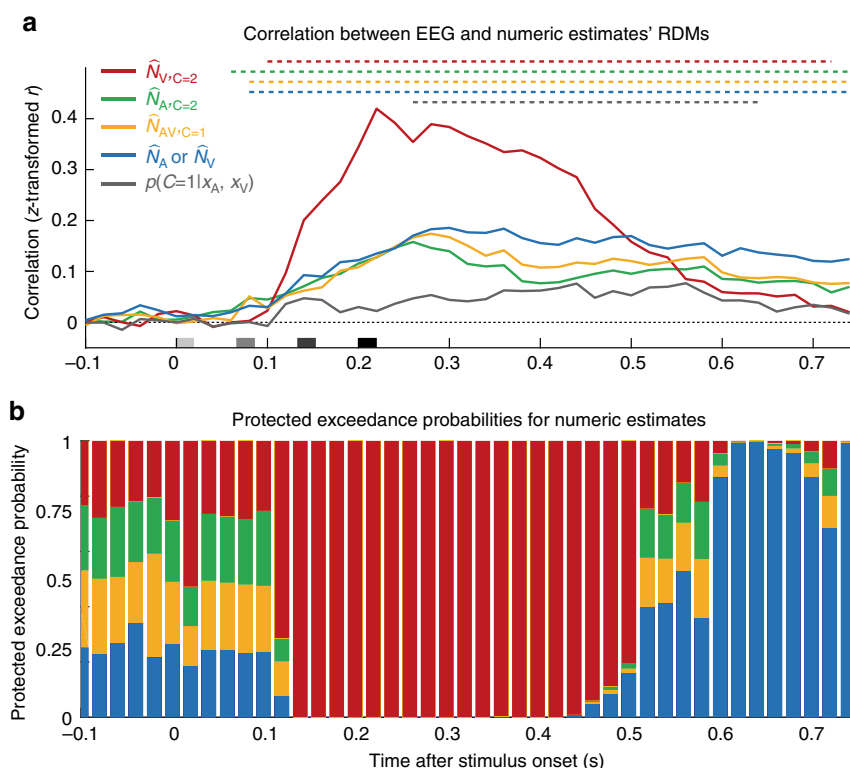 a
Correlation between EEG and numeric estimates' RDMs
Correlation (z-transformed r)
0.4
0.3
0.2
0.1
0
N̂V,C=2
N̂A,C=2
N̂AV,C=1
N̂A or N̂V
p(C=1|xA, xV)
–0.1 0 0.1 0.2 0.3 0.4 0.5 0.6 0.7
b
Protected exceedance probabilities for numeric estimates
Protected exceedance probability
1
0.75
0.5
0.25
0
–0.1 0 0.1 0.2 0.3 0.4 0.5 0.6 0.7
Time after stimulus onset (s)